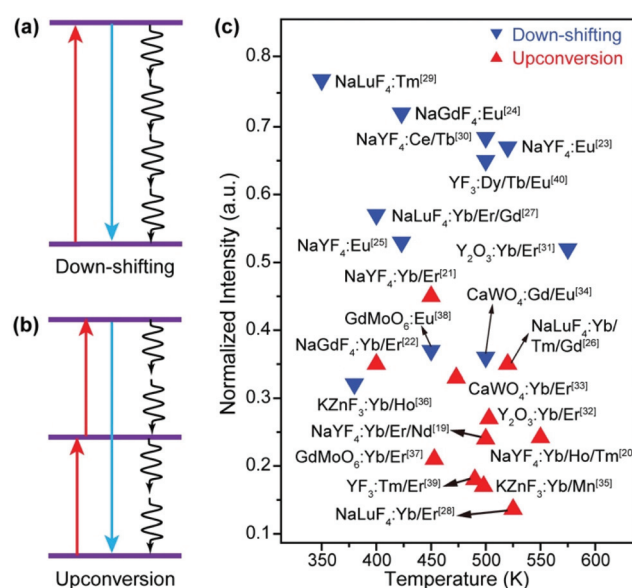 (a)
Down-shifting
(b)
Upconversion
(c)
Normalized Intensity (a.u.)
0.8
0.7
0.6
0.5
0.4
0.3
0.2
0.1
Down-shifting
Upconversion
NaLuF₄:Tm[29]
NaGdF₄:Eu[24]
NaYF₄:Ce/Tb[30]
NaYF₄:Eu[23]
YF₃:Dy/Tb/Eu[40]
NaLuF₄:Yb/Er/Gd[27]
NaYF₄:Eu[25]
Y₂O₃:Yb/Er[31]
NaYF₄:Yb/Er[21]
CaWO₄:Gd/Eu[34]
GdMoO₆:Eu[38]
NaLuF₄:Yb/
Tm/Gd[26]
NaGdF₄:Yb/Er[22]
CaWO₄:Yb/Er[33]
KZnF₃:Yb/Ho[36]
Y₂O₃:Yb/Er[32]
NaYF₄:Yb/Er/Nd[19]
GdMoO₆:Yb/Er[37]
NaYF₄:Yb/Ho/Tm[20
YF₃:Tm/Er[39]
KZnF₃:Yb/Mn[35]
NaLuF₄:Yb/Er[28]
350 400 450 500 550 600
Temperature (K)